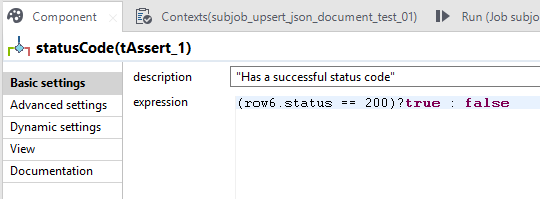 Component
Contexts(subjob_upsert_json_document_test_01)
Run (Job subjo
statusCode(tAssert_1)
Basic settings
Advanced settings
Dynamic settings
View
Documentation
description
"Has a successful status code"
expression
(row6.status == 200)?true : false